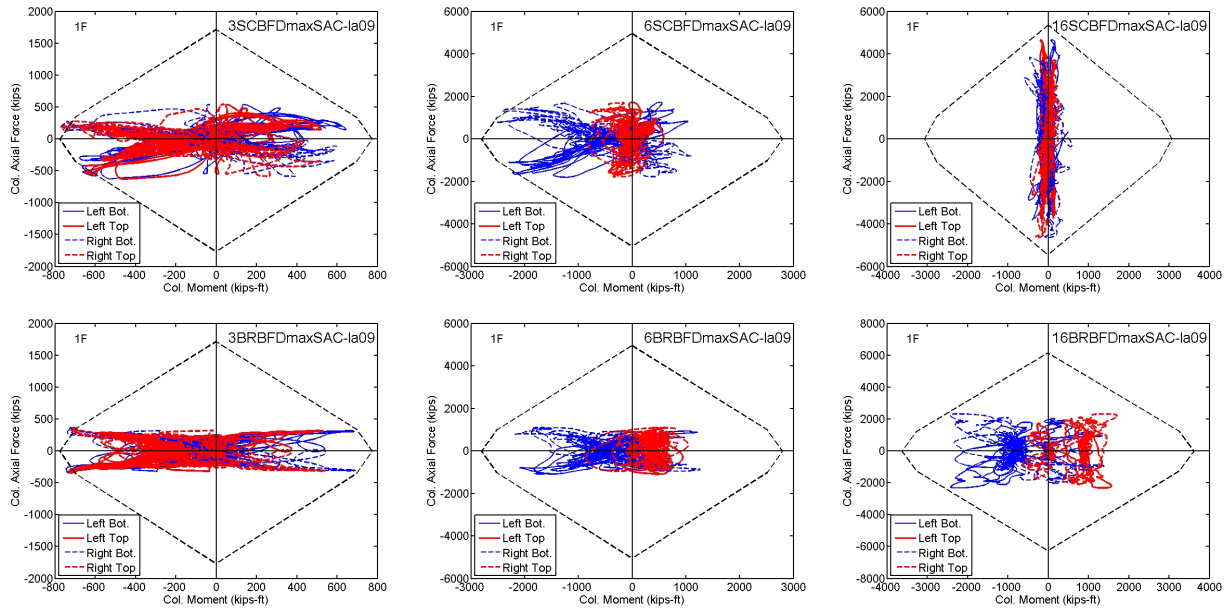 1F 3SCBFDmaxSAC-la09
2000
1500
1000
500
0
-500
-1000
-1500
-2000
Col. Axial Force (kips)
Left Bot.
Left Top
Right Bot.
Right Top
-800 -600 -400 -200 0 200 400 600 800
Col. Moment (kips-ft)
1F 6SCBFDmaxSAC-la09
6000
4000
2000
0
-2000
-4000
-6000
Col. Axial Force (kips)
Left Bot.
Left Top
Right Bot.
Right Top
-1000 0 1000 2000 3000
Col. Moment (kips-ft)
1F 16SCBFDmaxSAC-la09
6000
4000
2000
0
-2000
-4000
-6000
Col. Axial Force (kips)
Left Bot.
Left Top
Right Bot.
Right Top
-4000 -3000 -2000 -1000 0 1000 2000 3000 4000
Col. Moment (kips-ft)
1F 3BRBFDmaxSAC-la09
2000
1500
1000
500
0
-500
-1000
-1500
-2000
Col. Axial Force (kips)
Left Bot.
Left Top
Right Bot.
Right Top
-800 -600 -400 -200 0 200 400 600 800
Col. Moment (kips-ft)
1F 6BRBFDmaxSAC-la09
6000
4000
2000
0
-2000
-4000
-6000
Col. Axial Force (kips)
Left Bot.
Left Top
Right Bot.
Right Top
-3000 -2000 -1000 0 1000 2000 3000
Col. Moment (kips-ft)
1F 16BRBFDmaxSAC-la09
8000
6000
4000
2000
0
-2000
-4000
-6000
-8000
Col. Axial Force (kips)
Left Bot.
Left Top
Right Bot.
Right Top
-4000 -3000 -2000 -1000 0 1000 2000 3000 4000
Col. Moment (kips-ft)